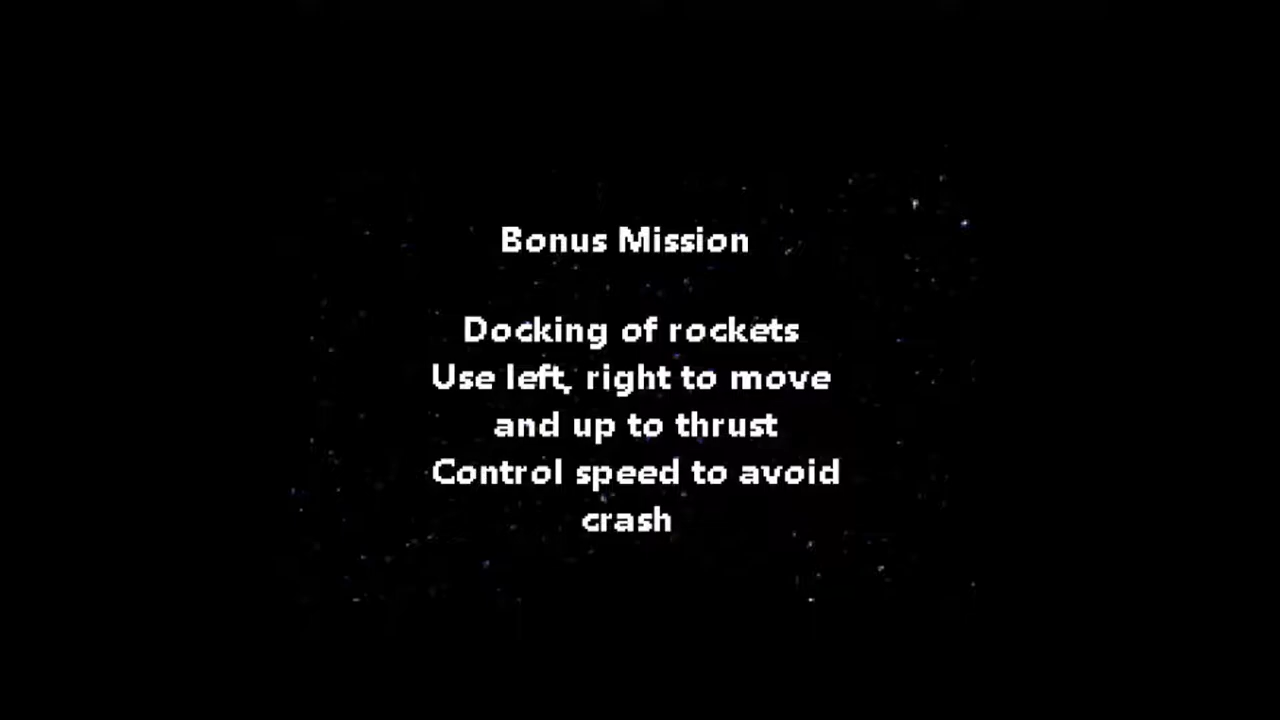 Bonus Mission
Docking of rockets
Use left, right to move
and up to thrust
Control speed to avoid
crash